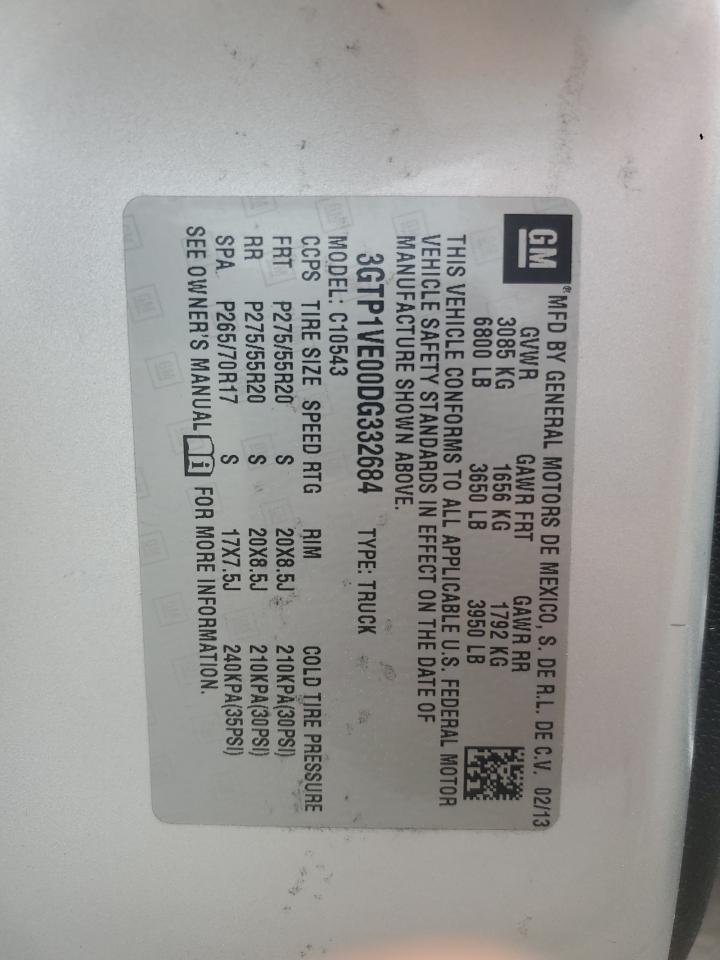 GM
® MFD BY GENERAL MOTORS DE MEXICO, S. DE R.L. DE C.V. 02/13
GVWR GAWR FRT GAWR RR
3085 KG 1656 KG 1792 KG
6800 LB 3650 LB 3950 LB
THIS VEHICLE CONFORMS TO ALL APPLICABLE U.S. FEDERAL MOTOR
VEHICLE SAFETY STANDARDS IN EFFECT ON THE DATE OF
MANUFACTURE SHOWN ABOVE.
3GTP1VE00DG332684 TYPE: TRUCK
MODEL: C10543
CCPS TIRE SIZE SPEED RTG RIM COLD TIRE PRESSURE
FRT P275/55R20 S 20X8.5J 210KPA(30PSI)
RR P275/55R20 S 20X8.5J 210KPA(30PSI)
SPA P265/70R17 S 17X7.5J 240KPA(35PSI)
SEE OWNER'S MANUAL i FOR MORE INFORMATION.